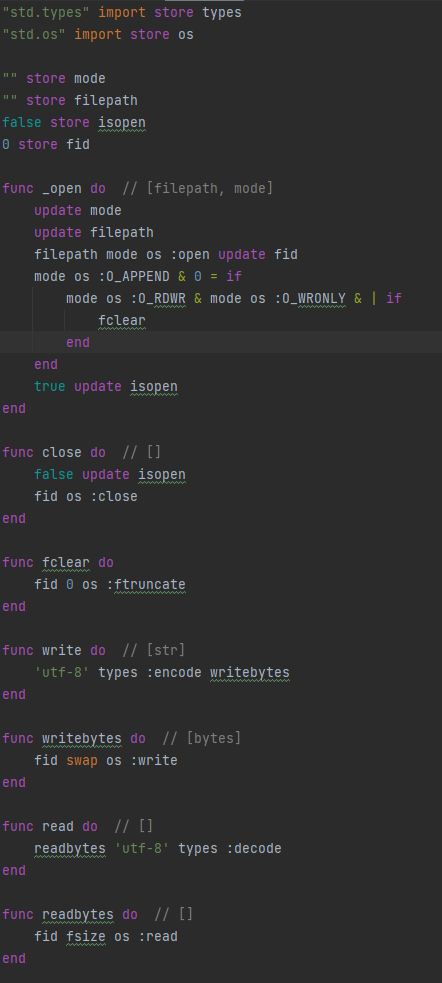 "std.types" import store types
"std.os" import store os
"" store mode
"" store filepath
false store isopen
0 store fid
func _open do  // [filepath, mode]
    update mode
    update filepath
    filepath mode os :open update fid
    mode os :O_APPEND & 0 = if
        mode os :O_RDWR & mode os :O_WRONLY & | if
            fclear
        end
    end
    true update isopen
end
func close do  // []
    false update isopen
    fid os :close
end
func fclear do
    fid 0 os :ftruncate
end
func write do  // [str]
    'utf-8' types :encode writebytes
end
func writebytes do  // [bytes]
    fid swap os :write
end
func read do  // []
    readbytes 'utf-8' types :decode
end
func readbytes do  // []
    fid fsize os :read
end